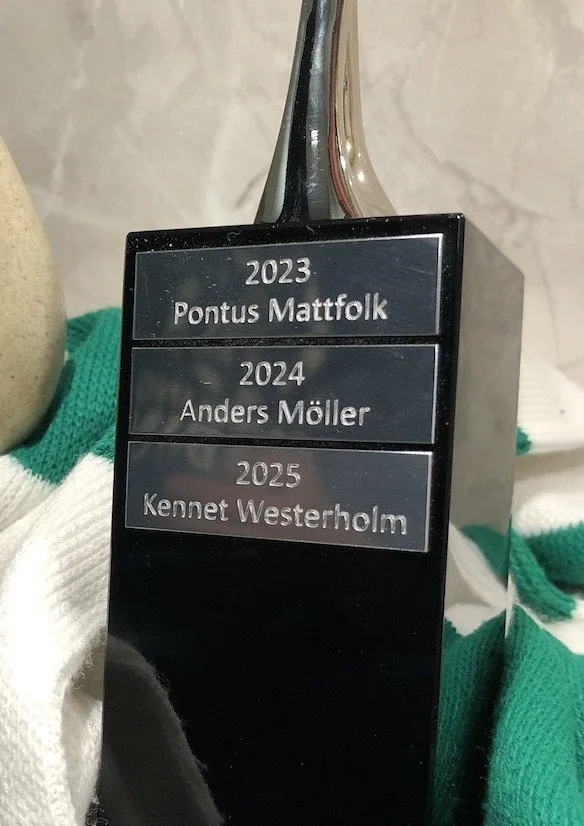 2023
Pontus Mattfolk
2024
Anders Möller
2025
Kennet Westerholm